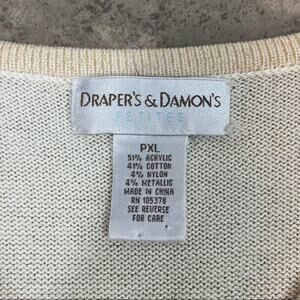 DRAPER'S & DAMON'S
PETITES
PXL
51% ACRYLIC
41% COTTON
4% NYLON
4% METALLIC
MADE IN CHINA
RN 105378
SEE REVERSE
FOR CARE